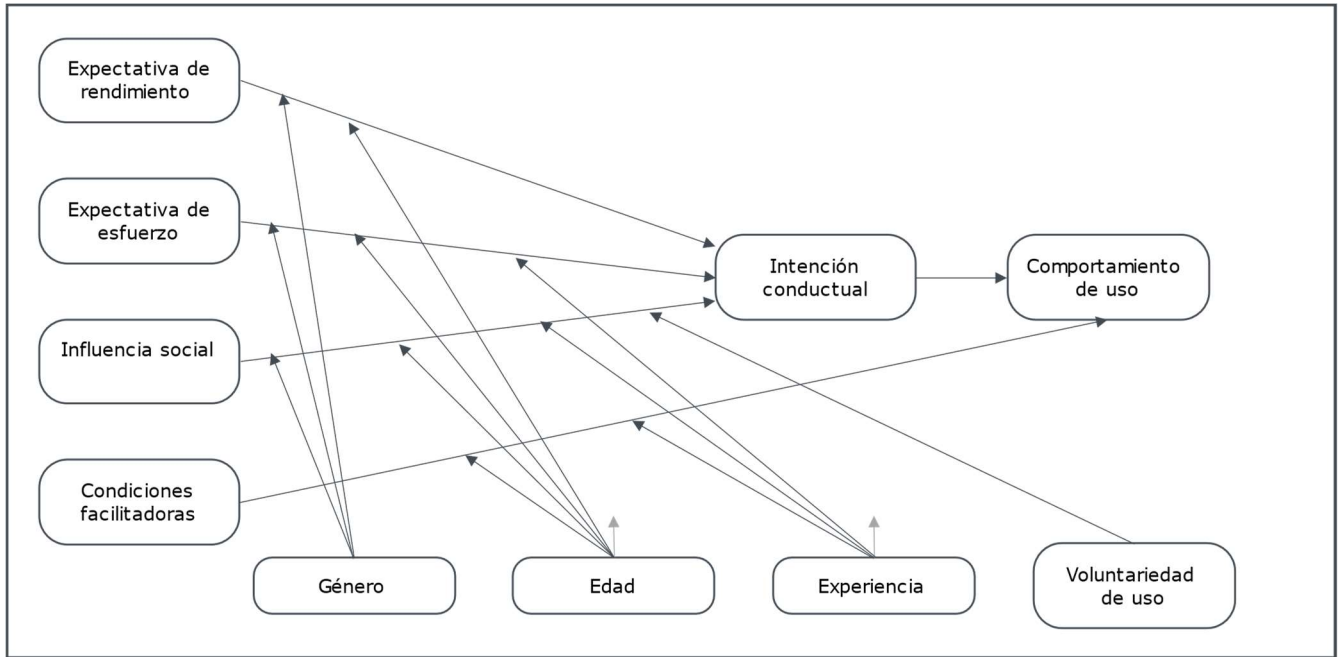 Expectativa de
rendimiento
Expectativa de
esfuerzo
Influencia social
Condiciones
facilitadoras
Intención
conductual
Comportamiento
de uso
Género
Edad
Experiencia
Voluntariedad
de uso